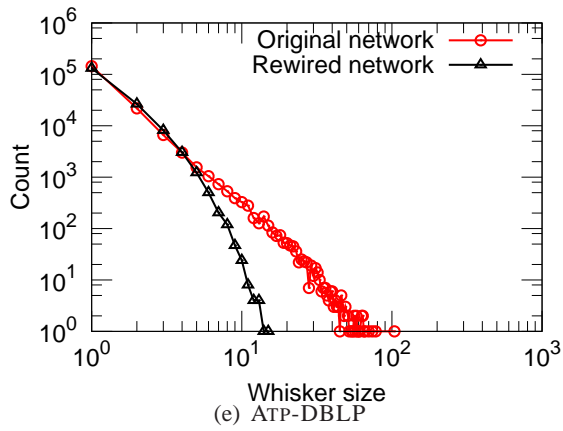 10^6
10^5
10^4
10^3
10^2
10^1
10^0
Count
Original network
Rewired network
10^0 10^1 10^2 10^3
Whisker size
(e) ATP-DBLP